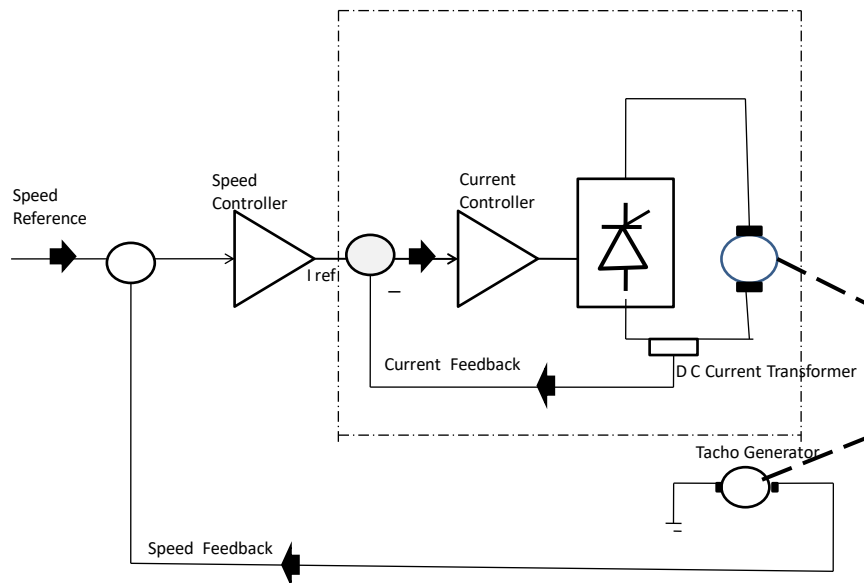 Speed
Reference
Speed
Controller
I ref
Current
Controller
–
Current Feedback
D C Current Transformer
Tacho Generator
Speed Feedback